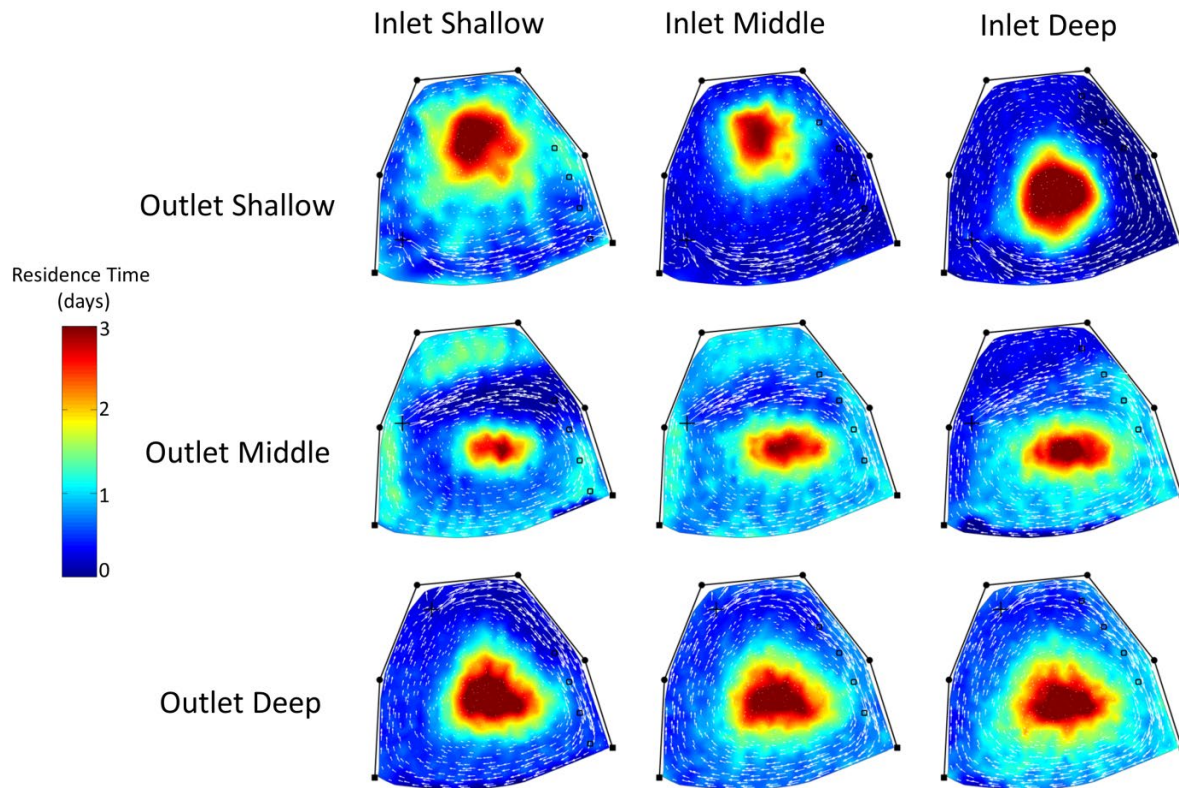 Inlet Shallow
Inlet Middle
Inlet Deep
Outlet Shallow
Residence Time
(days)
3
2
1
0
Outlet Middle
Outlet Deep